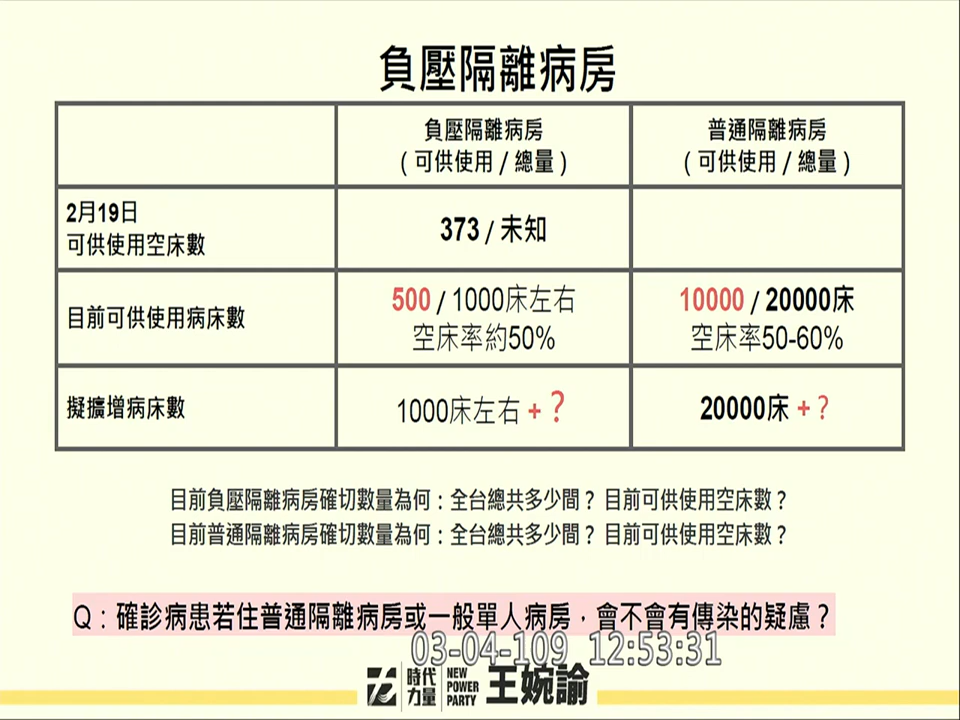 負壓隔離病房
負壓隔離病房
（可供使用 / 總量）
普通隔離病房
（可供使用 / 總量）
2月19日
可供使用空床數
373 / 未知
目前可供使用病床數
500 / 1000床左右
空床率約50%
10000 / 20000床
空床率50-60%
擬擴增病床數
1000床左右 + ?
20000床 + ?
目前負壓隔離病房確切數量為何：全台總共多少間？目前可供使用空床數？
目前普通隔離病房確切數量為何：全台總共多少間？目前可供使用空床數？
Q：確診病患若住普通隔離病房或一般單人病房，會不會有傳染的疑慮？
03-04-109 12:53:31
時代力量
NEW POWER PARTY
王婉諭